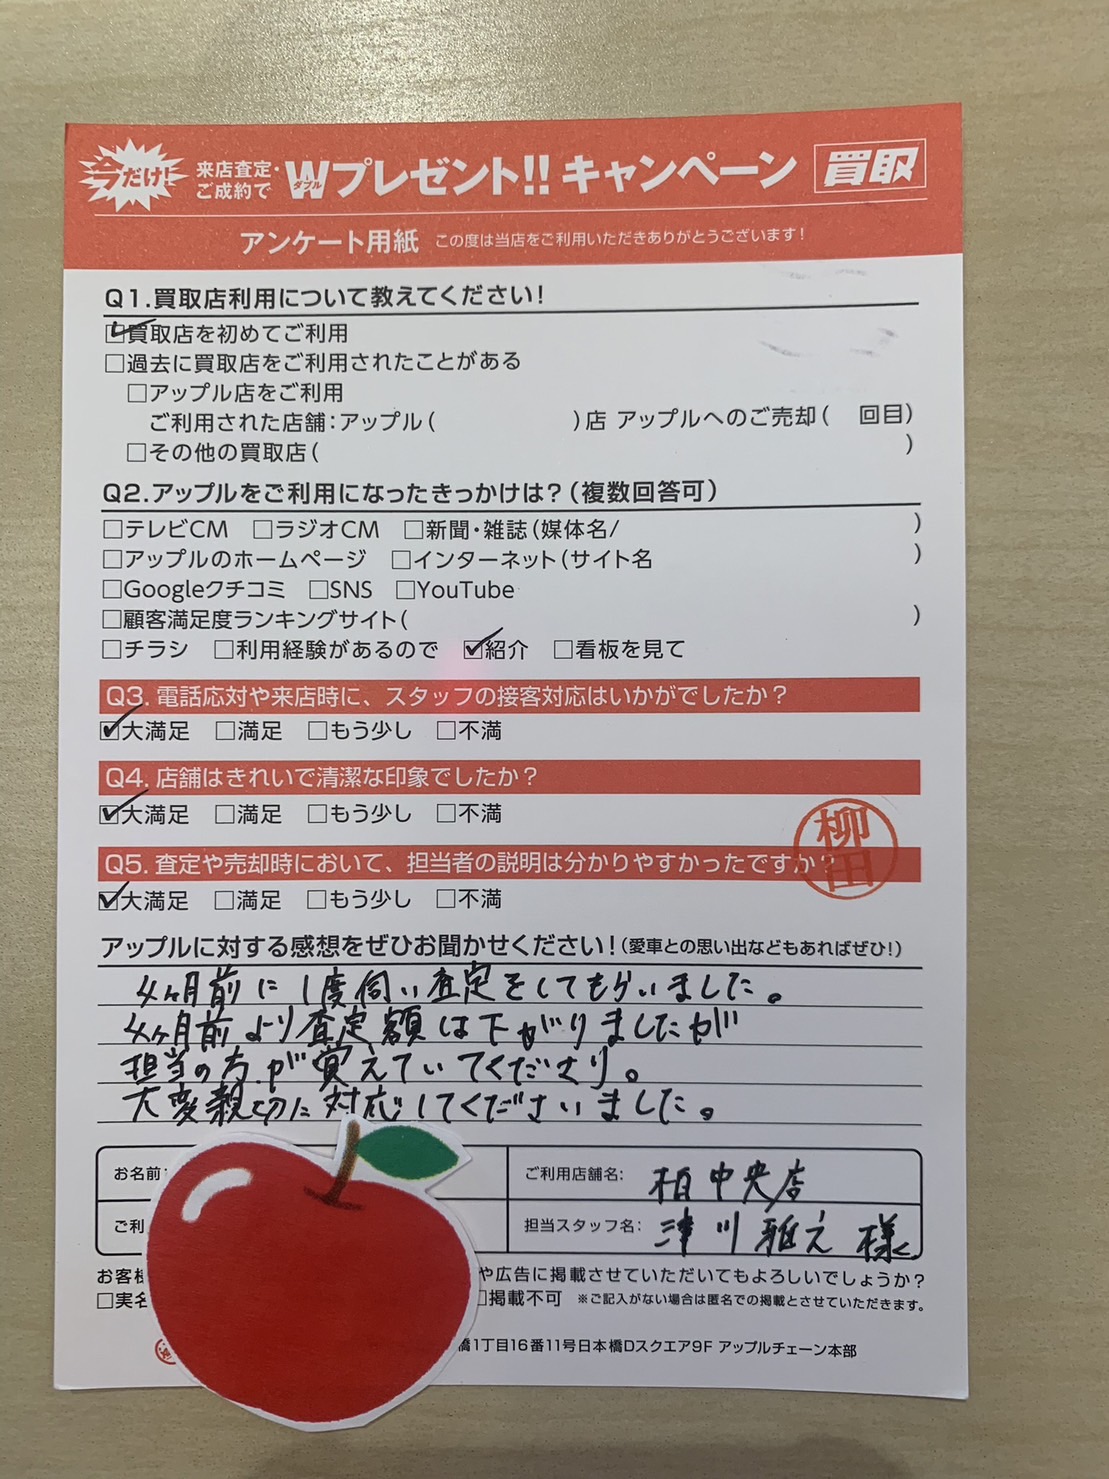 今だけ! 来店査定・ご成約で Wダブルプレゼント!! キャンペーン 買取
アンケート用紙 この度は当店をご利用いただきありがとうございます!
Q1.買取店利用について教えてください!
☑買取店を初めてご利用
□過去に買取店をご利用されたことがある
□アップル店をご利用
ご利用された店舗:アップル( )店 アップルへのご売却( 回目)
□その他の買取店( )
Q2.アップルをご利用になったきっかけは?(複数回答可)
□テレビCM □ラジオCM □新聞・雑誌(媒体名/ )
□アップルのホームページ □インターネット(サイト名 )
□Googleクチコミ □SNS □YouTube
□顧客満足度ランキングサイト( )
□チラシ □利用経験があるので ☑紹介 □看板を見て
Q3. 電話応対や来店時に、スタッフの接客対応はいかがでしたか?
☑大満足 □満足 □もう少し □不満
Q4. 店舗はきれいで清潔な印象でしたか?
☑大満足 □満足 □もう少し □不満
Q5. 査定や売却時において、担当者の説明は分かりやすかったですか?
柳田
☑大満足 □満足 □もう少し □不満
アップルに対する感想をぜひお聞かせください!(愛車との思い出などもあればぜひ!)
4ヶ月前に1度伺い査定をしてもらいました。
4ヶ月前より査定額は下がりましたが
担当の方が覚えていてくださり。
大変親切に対応してくださいました。
お名前 ご利用店舗名: 柏中央店
ご利 担当スタッフ名: 津川雅之様
お客様 や広告に掲載させていただいてもよろしいでしょうか?
□実名 □掲載不可 ※ご記入がない場合は匿名での掲載とさせていただきます。
橋1丁目16番11号日本橋Dスクエア9F アップルチェーン本部